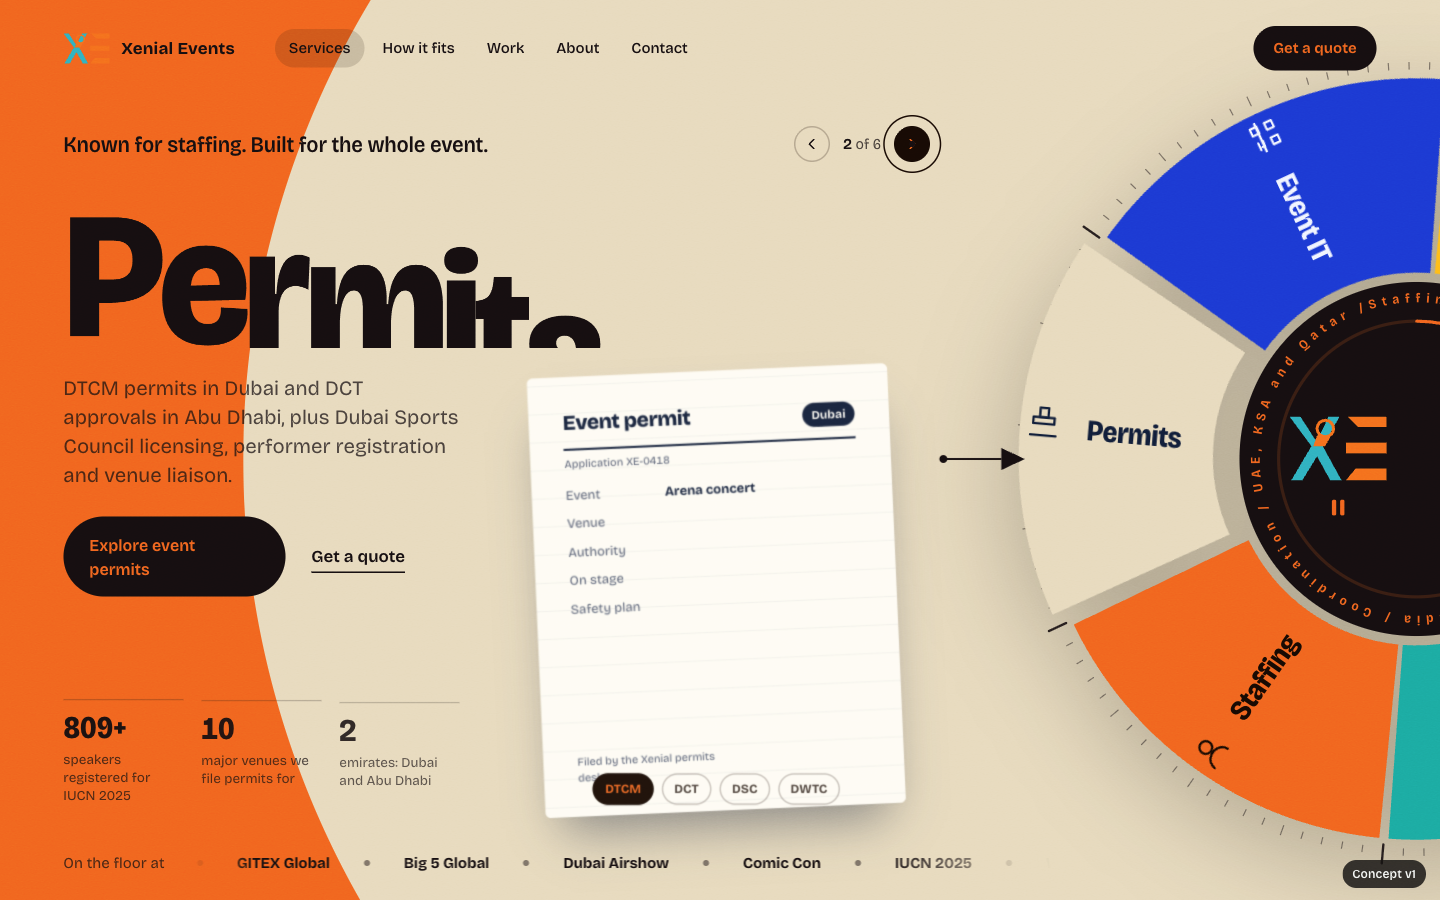 XE Xenial Events Services How it fits Work About Contact Get a quote
Known for staffing. Built for the whole event.
2 of 6
Permits
DTCM permits in Dubai and DCT
approvals in Abu Dhabi, plus Dubai Sports
Council licensing, performer registration
and venue liaison.
Explore event
permits
Get a quote
809+
speakers
registered for
IUCN 2025
10
major venues we
file permits for
2
emirates: Dubai
and Abu Dhabi
Event permit
Dubai
Application XE-0418
Event Arena concert
Venue
Authority
On stage
Safety plan
Filed by the Xenial permits
DTCM DCT DSC DWTC
Event IT
Permits
Staffing
Coordination | UAE, KSA and Qatar /
XE
On the floor at GITEX Global Big 5 Global Dubai Airshow Comic Con IUCN 2025
Concept v1